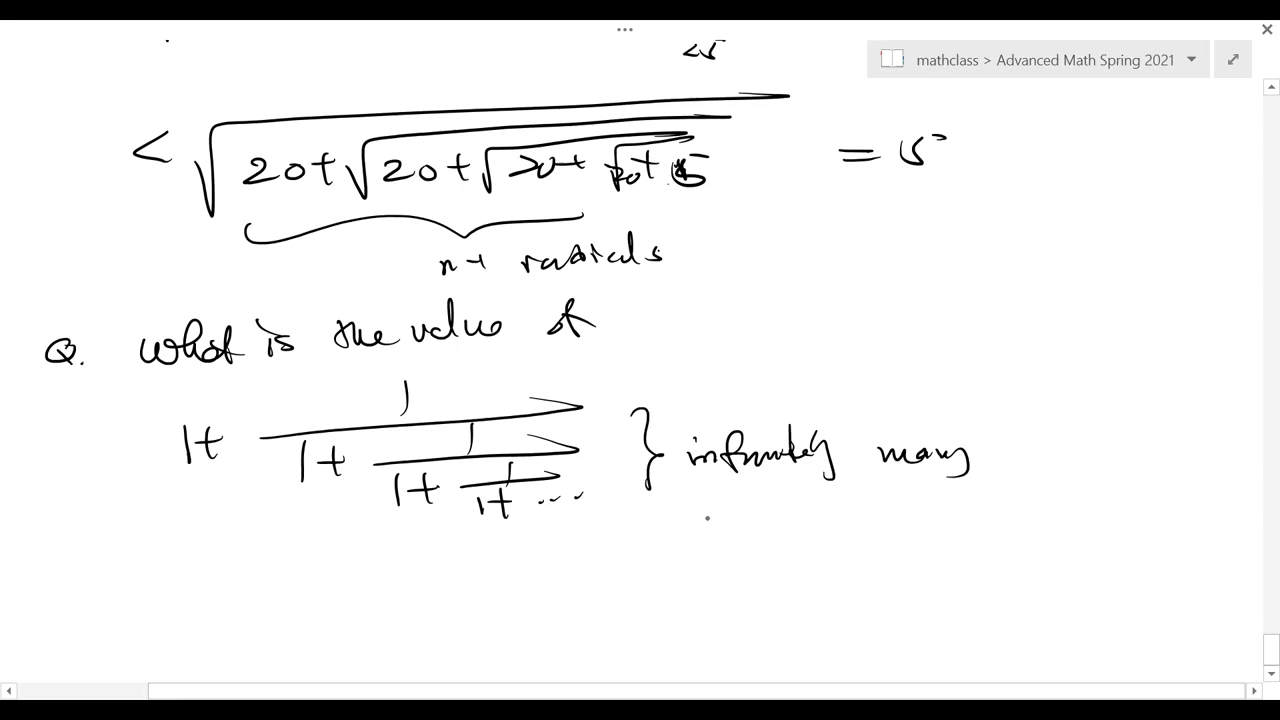 <5
mathclass > Advanced Math Spring 2021
< √(20+√(20+√(20+√(20+5)))) = 5
n-1 radicals
Q. What is the value of
1+ 1/(1+ 1/(1+ 1/(1+ ...))) } infinitely many